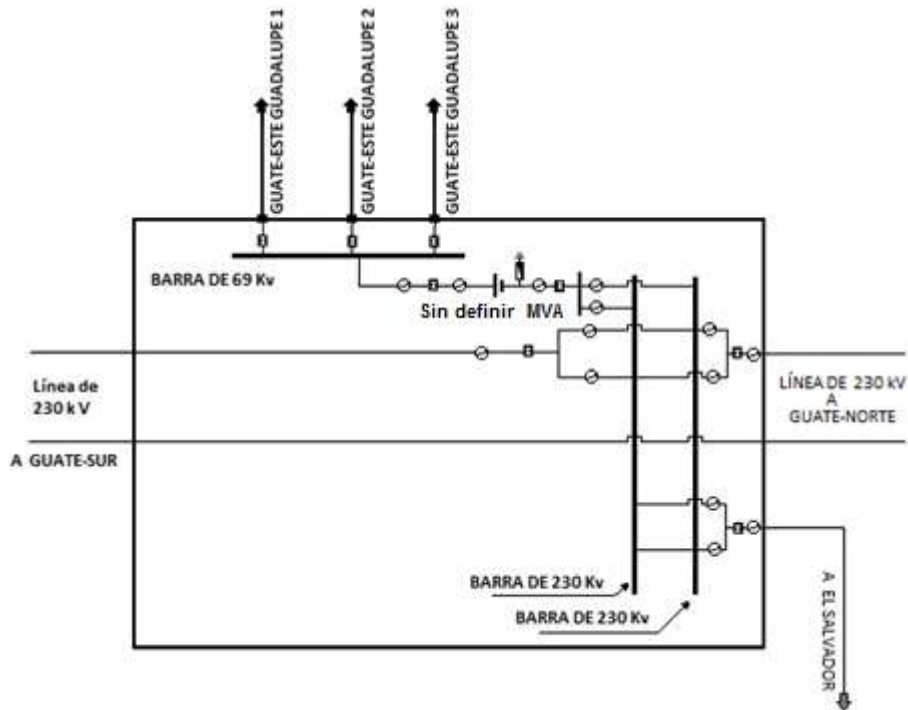 GUATE-ESTE GUADALUPE 1
GUATE-ESTE GUADALUPE 2
GUATE-ESTE GUADALUPE 3
BARRA DE 69 Kv
Sin definir MVA
Línea de
230 k V
LÍNEA DE 230 kV
A
GUATE-NORTE
A GUATE-SUR
BARRA DE 230 Kv
BARRA DE 230 Kv
A EL SALVADOR